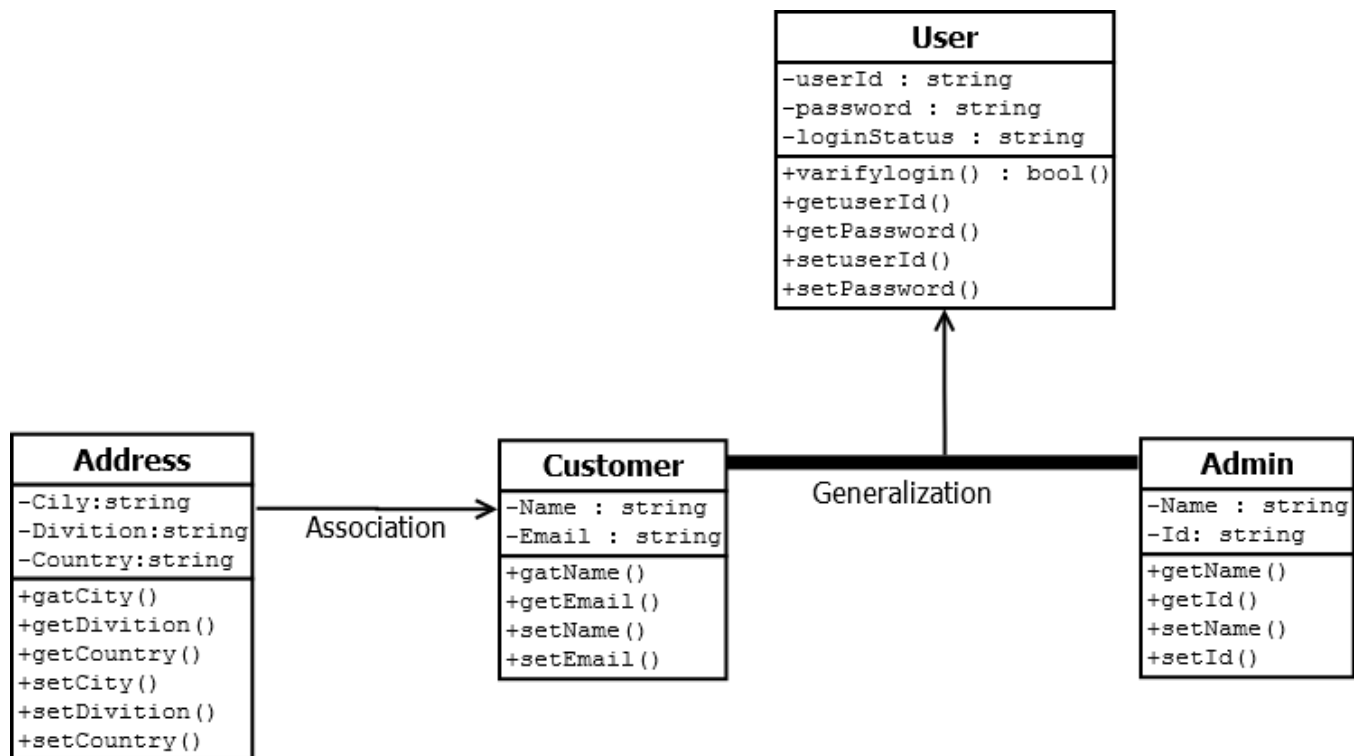 User
-userId : string
-password : string
-loginStatus : string
+varifylogin() : bool()
+getuserId()
+getPassword()
+setuserId()
+setPassword()
Address
-Cily:string
-Divition:string
-Country:string
+gatCity()
+getDivition()
+getCountry()
+setCity()
+setDivition()
+setCountry()
Association
Customer
-Name : string
-Email : string
+gatName()
+getEmail()
+setName()
+setEmail()
Generalization
Admin
-Name : string
-Id: string
+getName()
+getId()
+setName()
+setId()